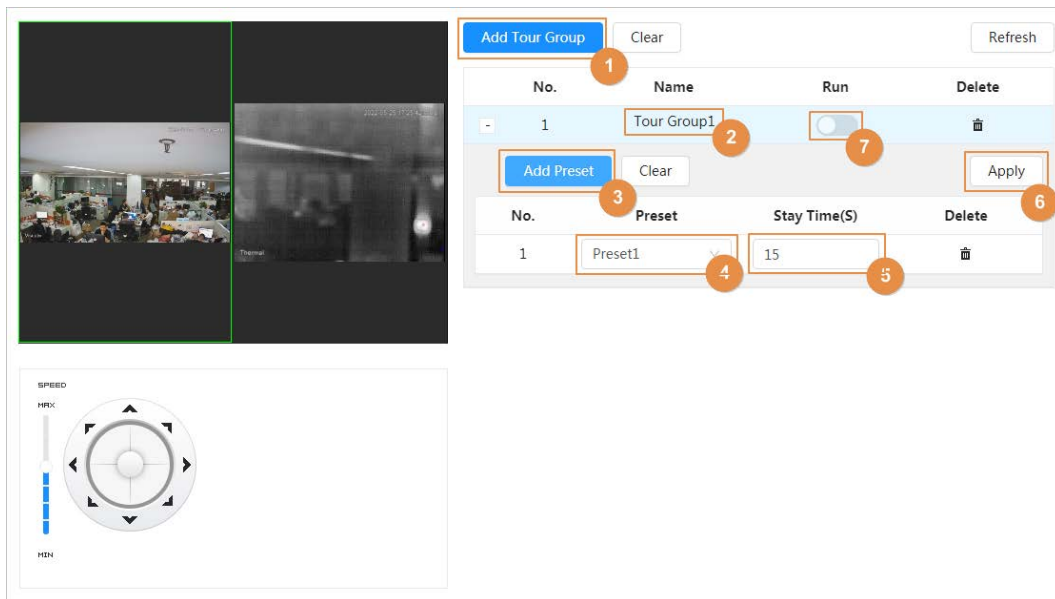 Add Tour Group
Clear
Refresh
1
No.
Name
Run
Delete
-
1
Tour Group1
2
7
Add Preset
Clear
Apply
3
6
No.
Preset
Stay Time(S)
Delete
1
Preset1
15
4
5
Thermal
SPEED
MAX
MIN